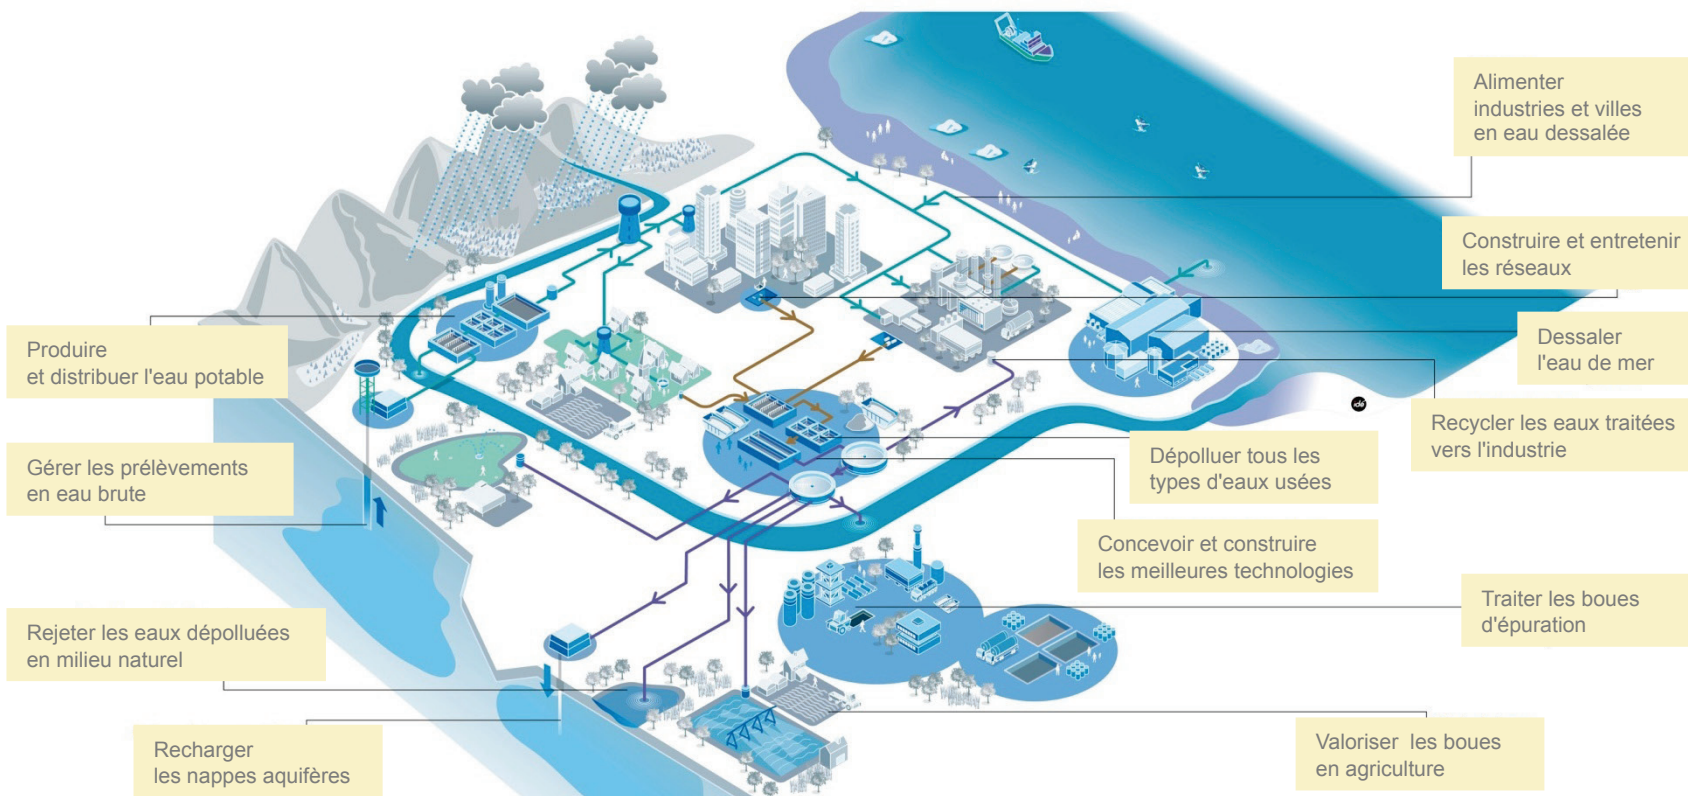 Alimenter
industries et villes
en eau dessalée
Construire et entretenir
les réseaux
Produire
et distribuer l'eau potable
Dessaler
l'eau de mer
idé
Recycler les eaux traitées
vers l'industrie
Gérer les prélèvements
en eau brute
Dépolluer tous les
types d'eaux usées
Concevoir et construire
les meilleures technologies
Traiter les boues
d'épuration
Rejeter les eaux dépolluées
en milieu naturel
Recharger
les nappes aquifères
Valoriser les boues
en agriculture